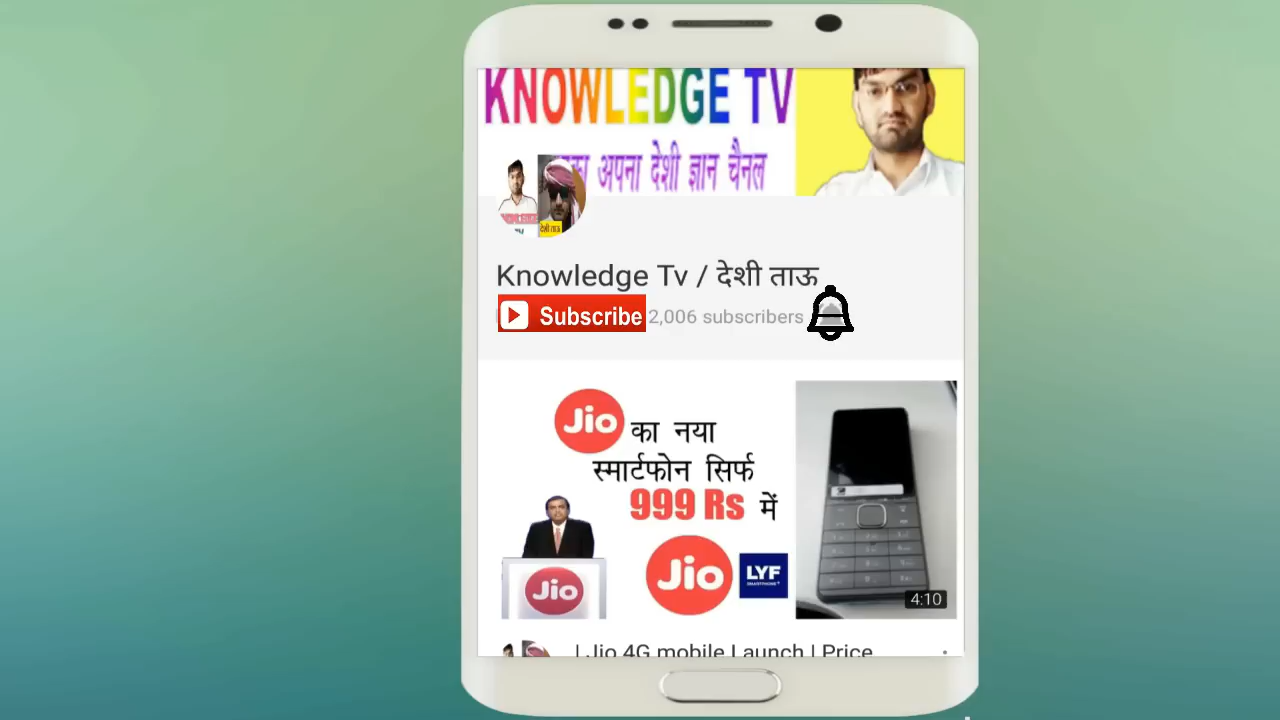 KNOWLEDGE TV
अपना देशी ज्ञान चैनल
देशी ताऊ
Knowledge Tv / देशी ताऊ
Subscribe 2,006 subscribers
Jio का नया
स्मार्टफोन सिर्फ
999 Rs में
Jio
Jio LYF
SMARTPHONE+
4:10
| Jio 4G mobile Launch | Price